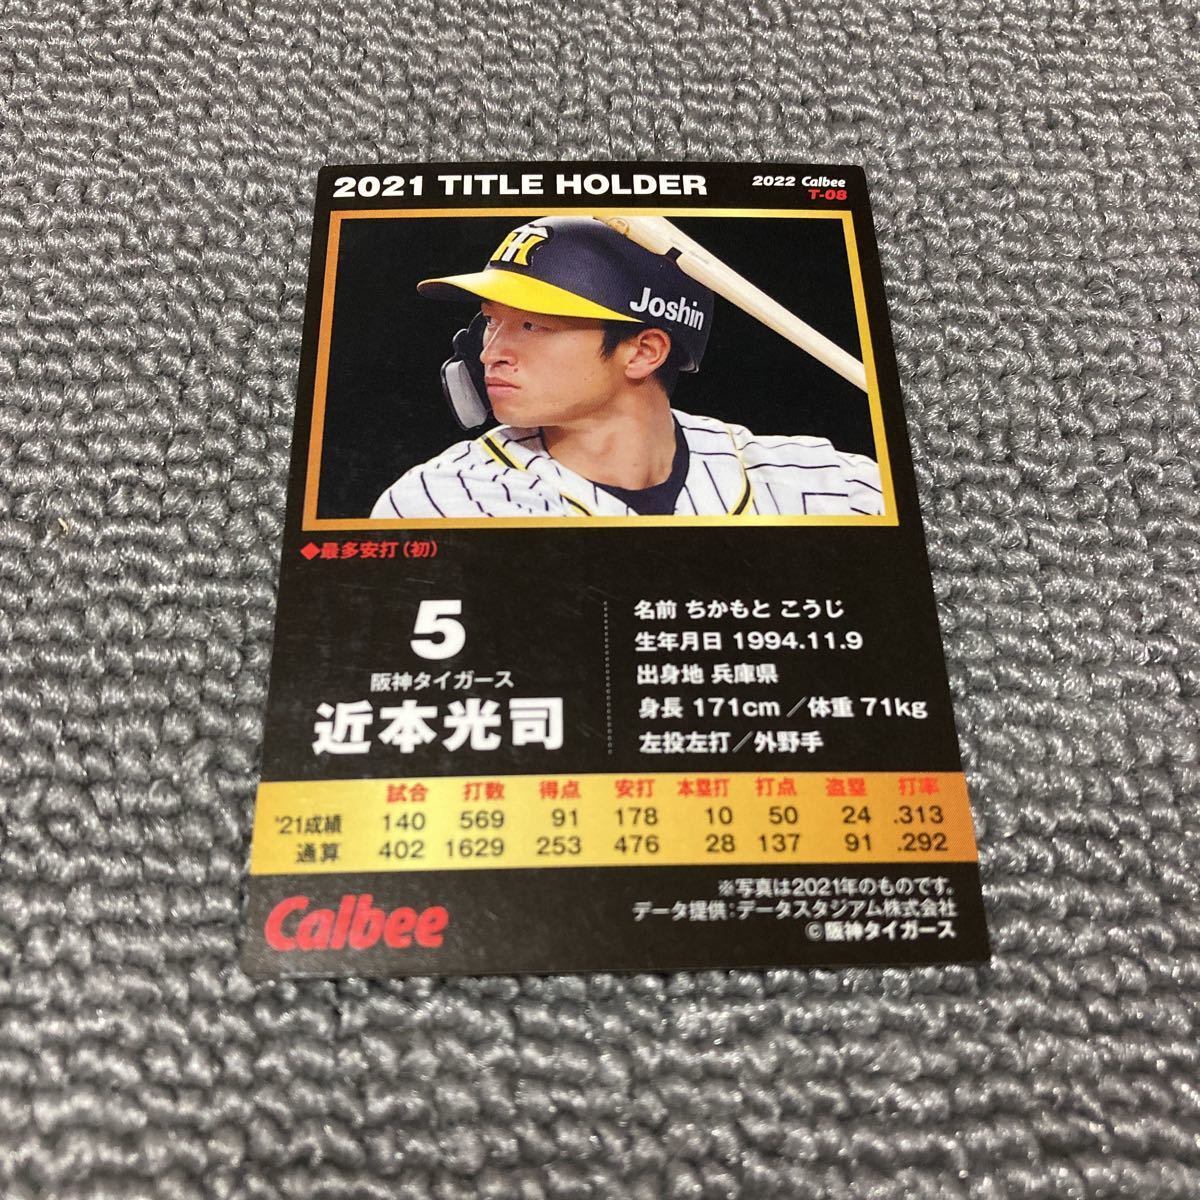 2021 TITLE HOLDER
2022 Calbee
T-08
TH
Joshin
◆最多安打(初)
5
阪神タイガース
近本光司
名前 ちかもと こうじ
生年月日 1994.11.9
出身地 兵庫県
身長 171cm／体重 71kg
左投左打／外野手
試合 打数 得点 安打 本塁打 打点 盗塁 打率
'21成績 140 569 91 178 10 50 24 .313
通算 402 1629 253 476 28 137 91 .292
Calbee
※写真は2021年のものです。
データ提供：データスタジアム株式会社
©阪神タイガース